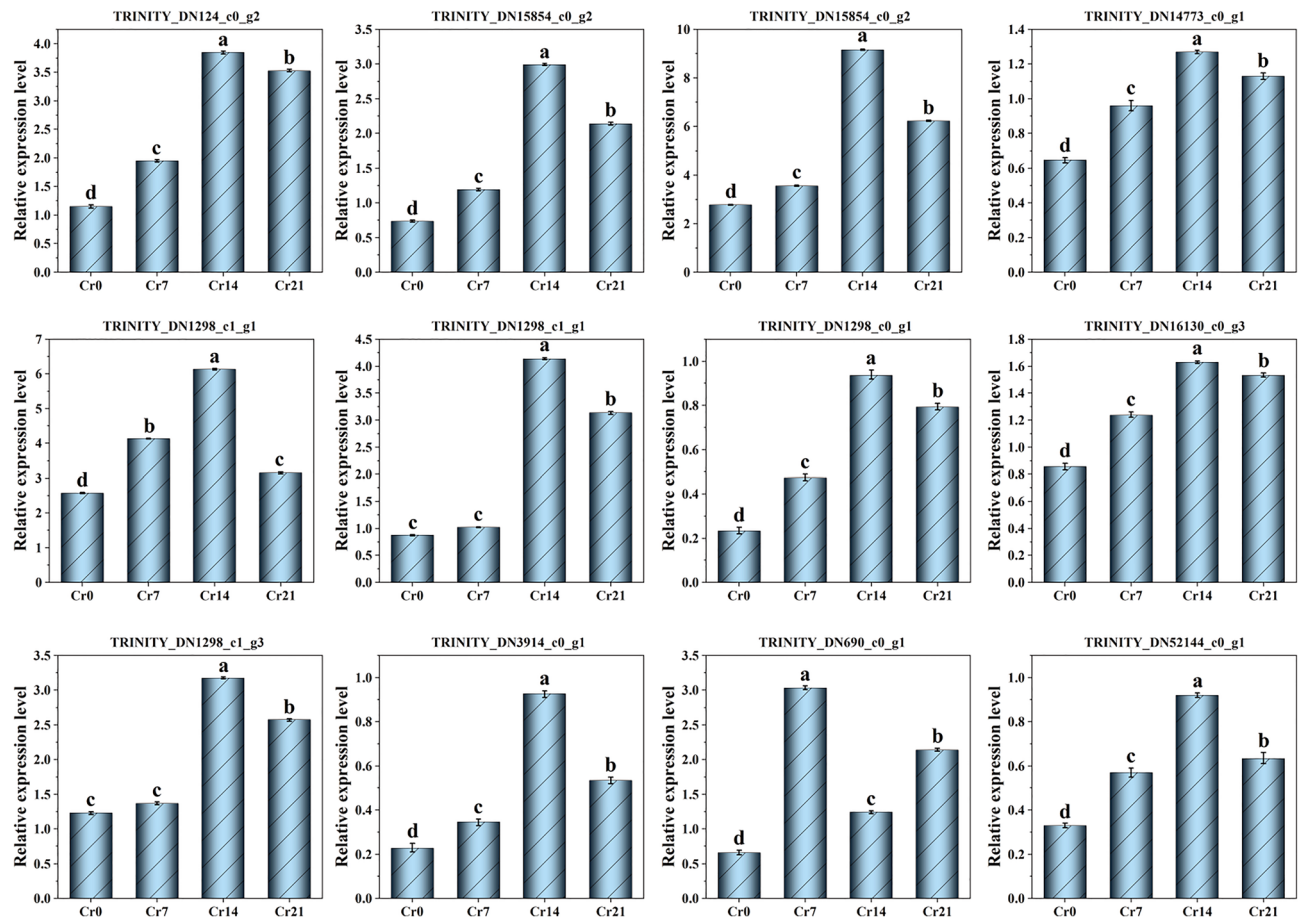 TRINITY_DN124_c0_g2
Relative expression level
4.0
3.5
3.0
2.5
2.0
1.5
1.0
0.5
0.0
d
c
a
b
Cr0 Cr7 Cr14 Cr21
TRINITY_DN15854_c0_g2
Relative expression level
3.5
3.0
2.5
2.0
1.5
1.0
0.5
0.0
d
c
a
b
Cr0 Cr7 Cr14 Cr21
TRINITY_DN15854_c0_g2
Relative expression level
10
8
6
4
2
0
d
c
a
b
Cr0 Cr7 Cr14 Cr21
TRINITY_DN14773_c0_g1
Relative expression level
1.4
1.2
1.0
0.8
0.6
0.4
0.2
0.0
d
c
a
b
Cr0 Cr7 Cr14 Cr21
TRINITY_DN1298_c1_g1
Relative expression level
7
6
5
4
3
2
1
0
d
b
a
c
Cr0 Cr7 Cr14 Cr21
TRINITY_DN1298_c1_g1
Relative expression level
4.5
4.0
3.5
3.0
2.5
2.0
1.5
1.0
0.5
0.0
c
c
a
b
Cr0 Cr7 Cr14 Cr21
TRINITY_DN1298_c0_g1
Relative expression level
1.0
0.8
0.6
0.4
0.2
0.0
d
c
a
b
Cr0 Cr7 Cr14 Cr21
TRINITY_DN16130_c0_g3
Relative expression level
1.8
1.6
1.4
1.2
1.0
0.8
0.6
0.4
0.2
0.0
d
c
a
b
Cr0 Cr7 Cr14 Cr21
TRINITY_DN1298_c1_g3
Relative expression level
3.5
3.0
2.5
2.0
1.5
1.0
0.5
0.0
c
c
a
b
Cr0 Cr7 Cr14 Cr21
TRINITY_DN3914_c0_g1
Relative expression level
1.0
0.8
0.6
0.4
0.2
0.0
d
c
a
b
Cr0 Cr7 Cr14 Cr21
TRINITY_DN690_c0_g1
Relative expression level
3.5
3.0
2.5
2.0
1.5
1.0
0.5
0.0
d
a
c
b
Cr0 Cr7 Cr14 Cr21
TRINITY_DN52144_c0_g1
Relative expression level
1.0
0.8
0.6
0.4
0.2
0.0
d
c
a
b
Cr0 Cr7 Cr14 Cr21